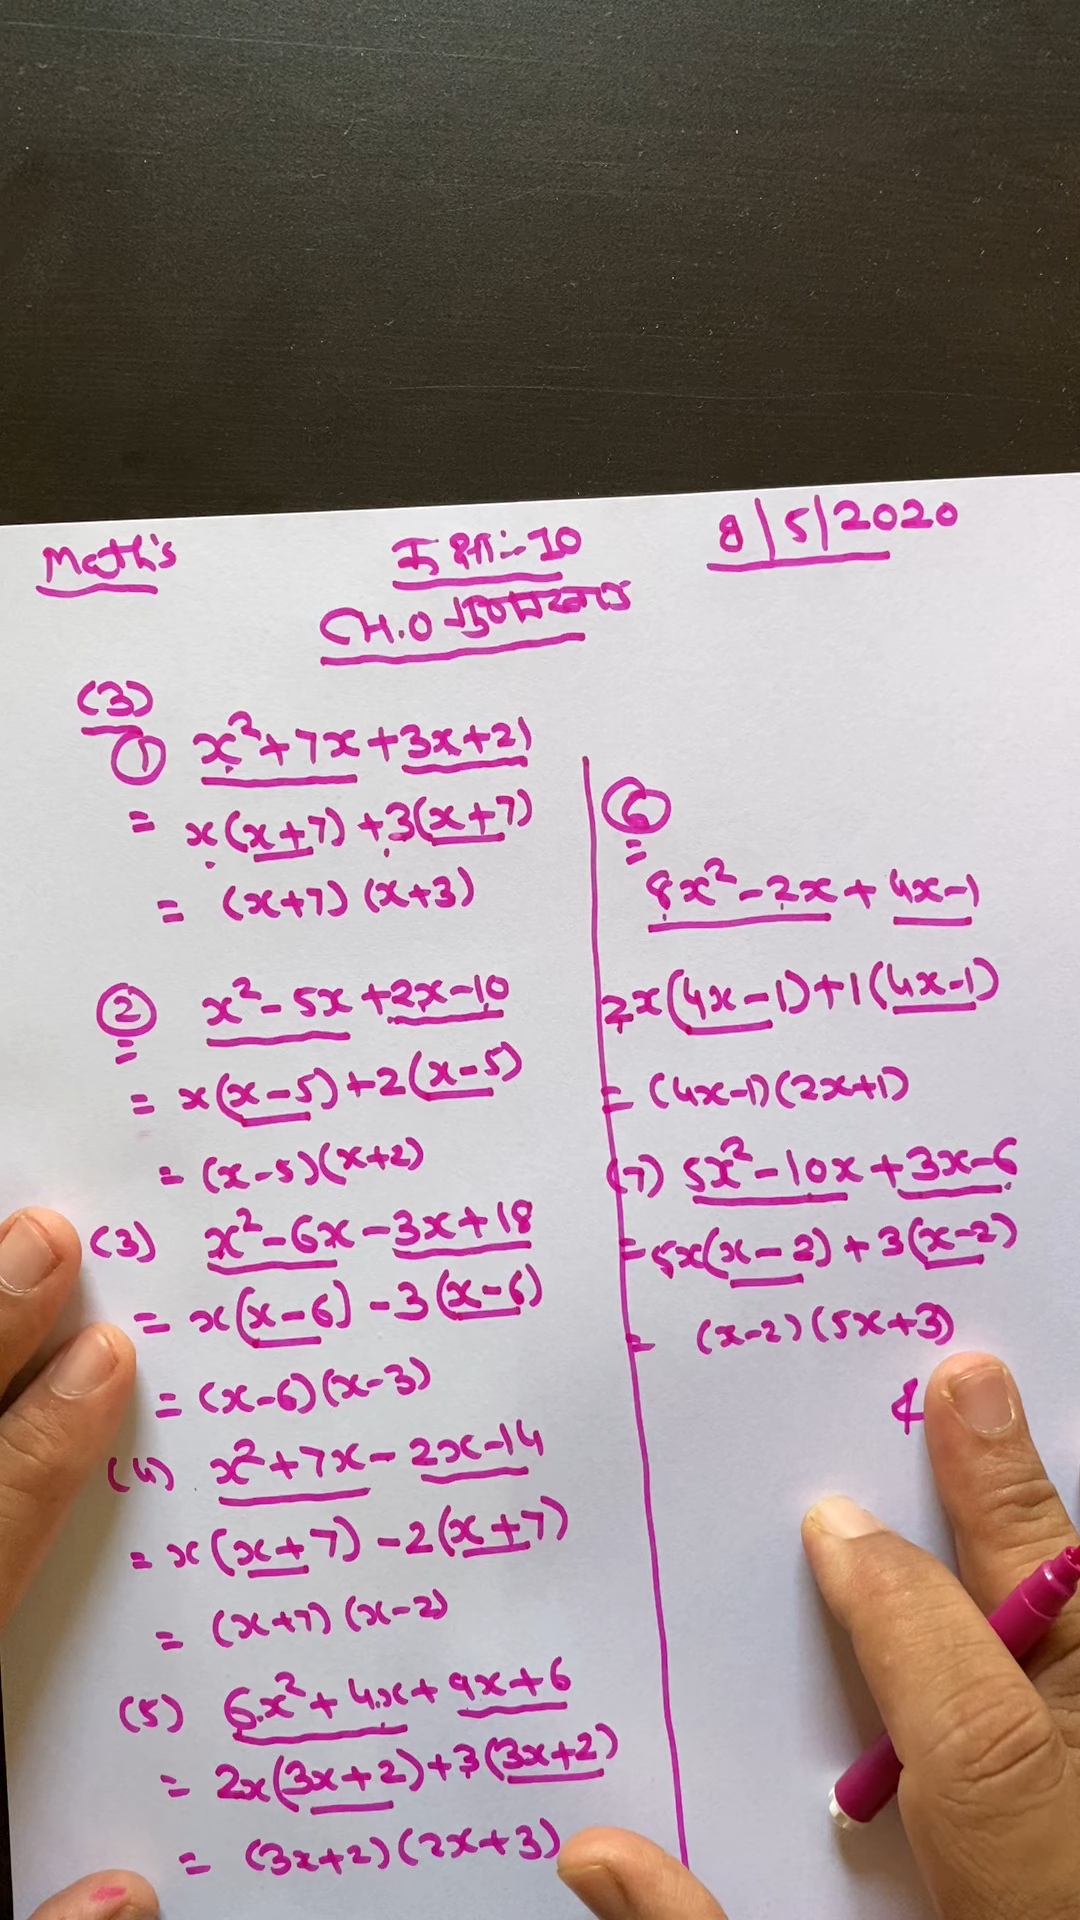 Math's
कक्षा :- 10
8/5/2020
CH.0
(3)
① x²+7x+3x+21
= x(x+7)+3(x+7)
= (x+7)(x+3)
② x²-5x+2x-10
= x(x-5)+2(x-5)
= (x-5)(x+2)
(3) x²-6x-3x+18
= x(x-6)-3(x-6)
= (x-6)(x-3)
(4) x²+7x-2x-14
= x(x+7)-2(x+7)
= (x+7)(x-2)
(5) 6x²+4x+9x+6
= 2x(3x+2)+3(3x+2)
= (3x+2)(2x+3)
⑥
8x²-2x+4x-1
2x(4x-1)+1(4x-1)
= (4x-1)(2x+1)
(7) 5x²-10x+3x-6
= 5x(x-2)+3(x-2)
= (x-2)(5x+3)